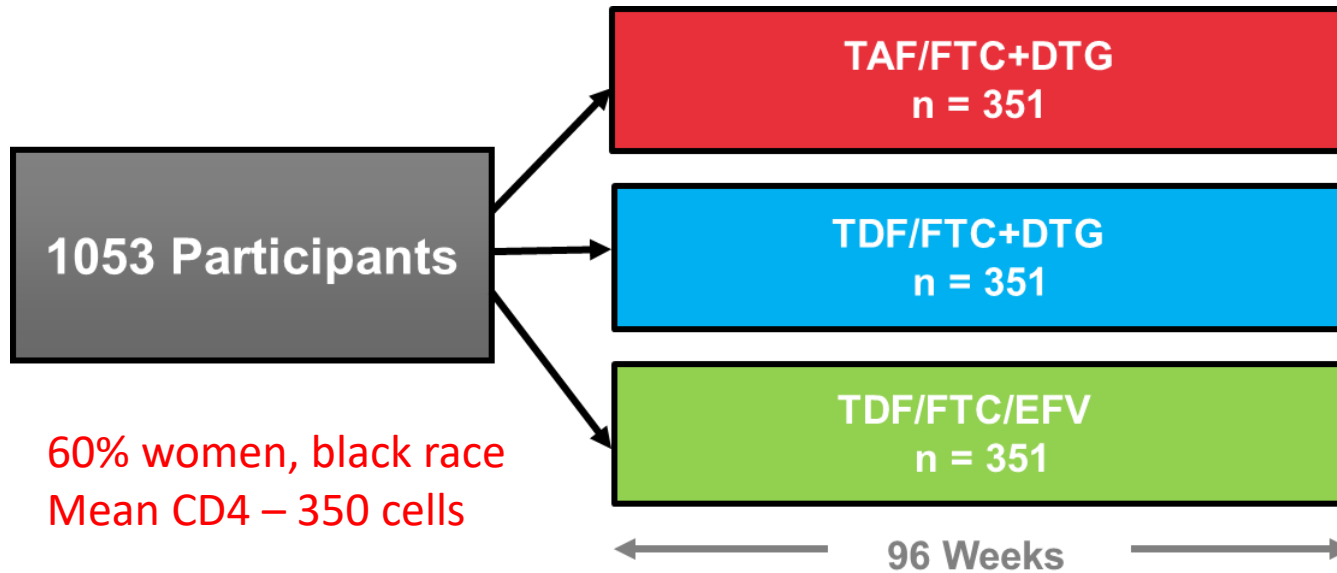 1053 Participants
60% women, black race
Mean CD4 – 350 cells
TAF/FTC+DTG
n = 351
TDF/FTC+DTG
n = 351
TDF/FTC/EFV
n = 351
96 Weeks